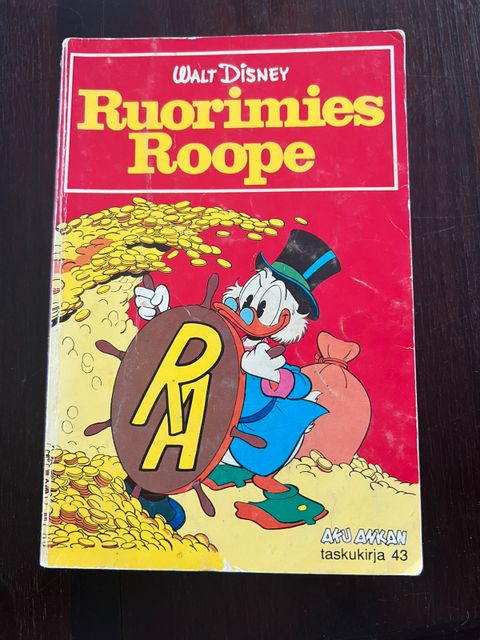 WALT DISNEY
Ruorimies
Roope
RA
AKU ANKAN
taskukirja 43